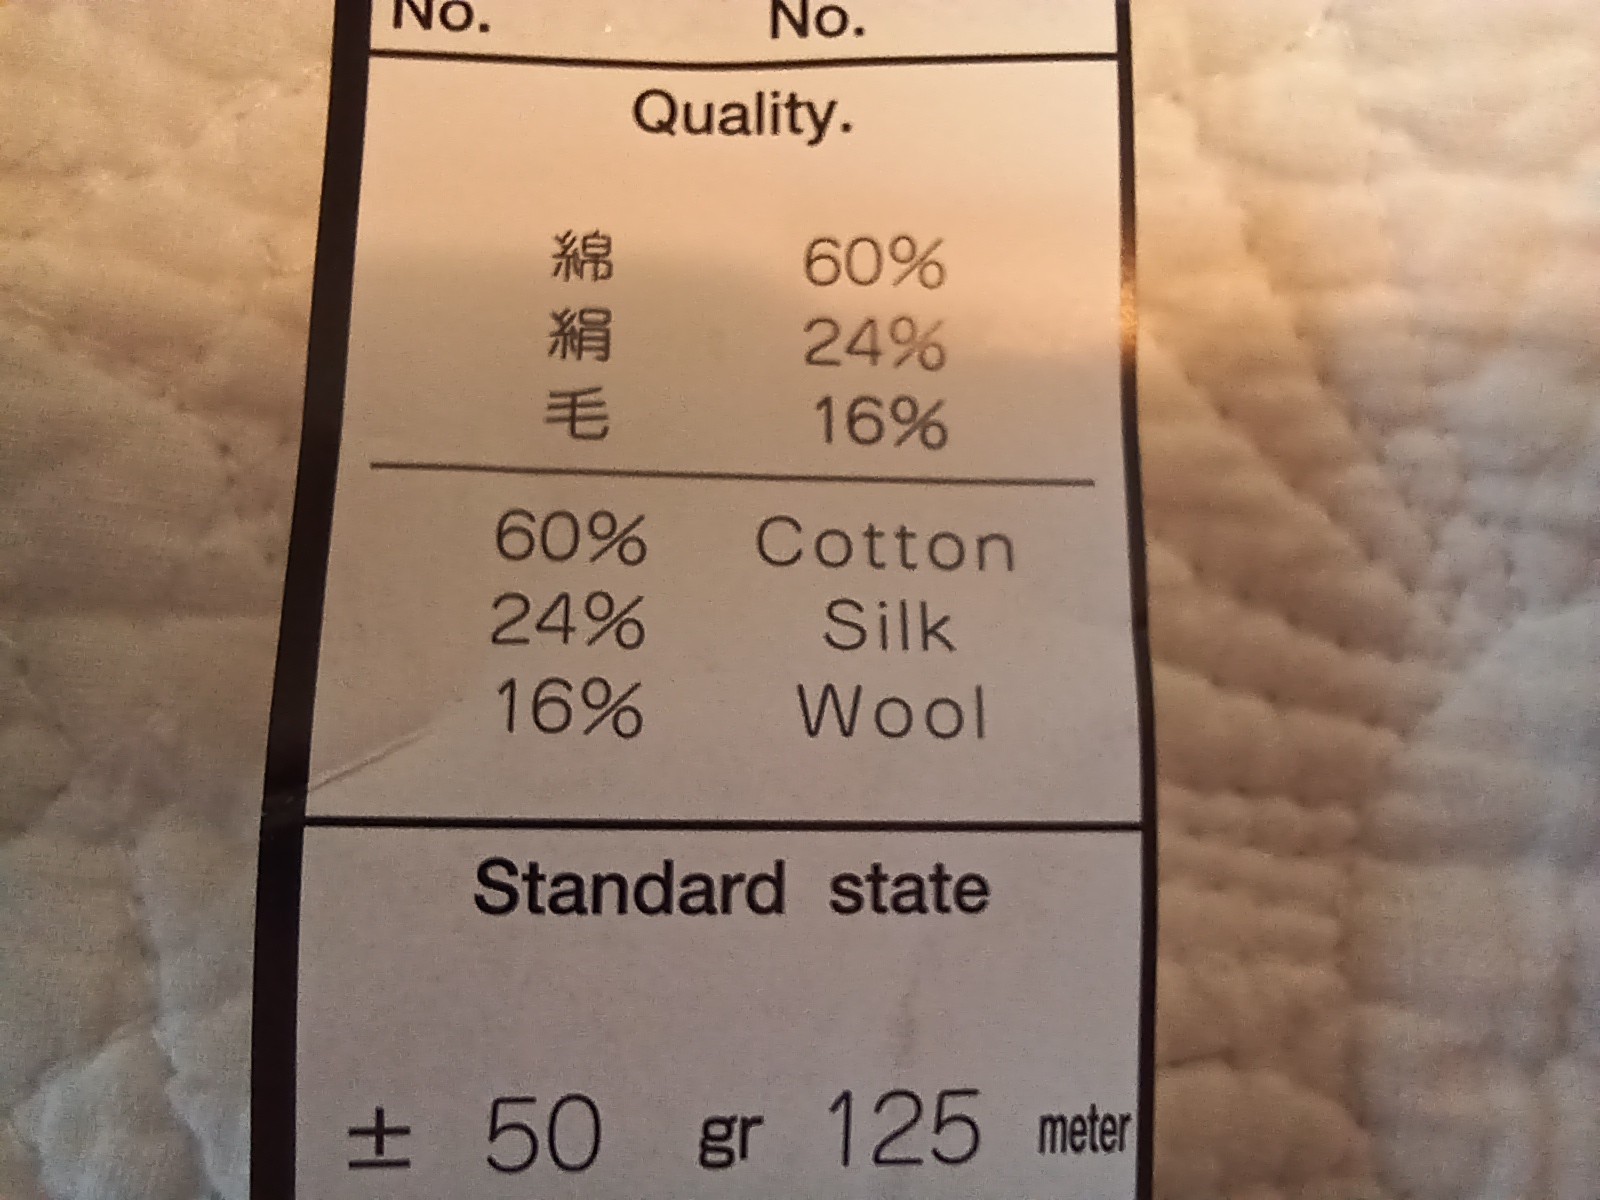 No. No.
Quality.
綿 60%
絹 24%
毛 16%
60% Cotton
24% Silk
16% Wool
Standard state
± 50 gr 125 meter